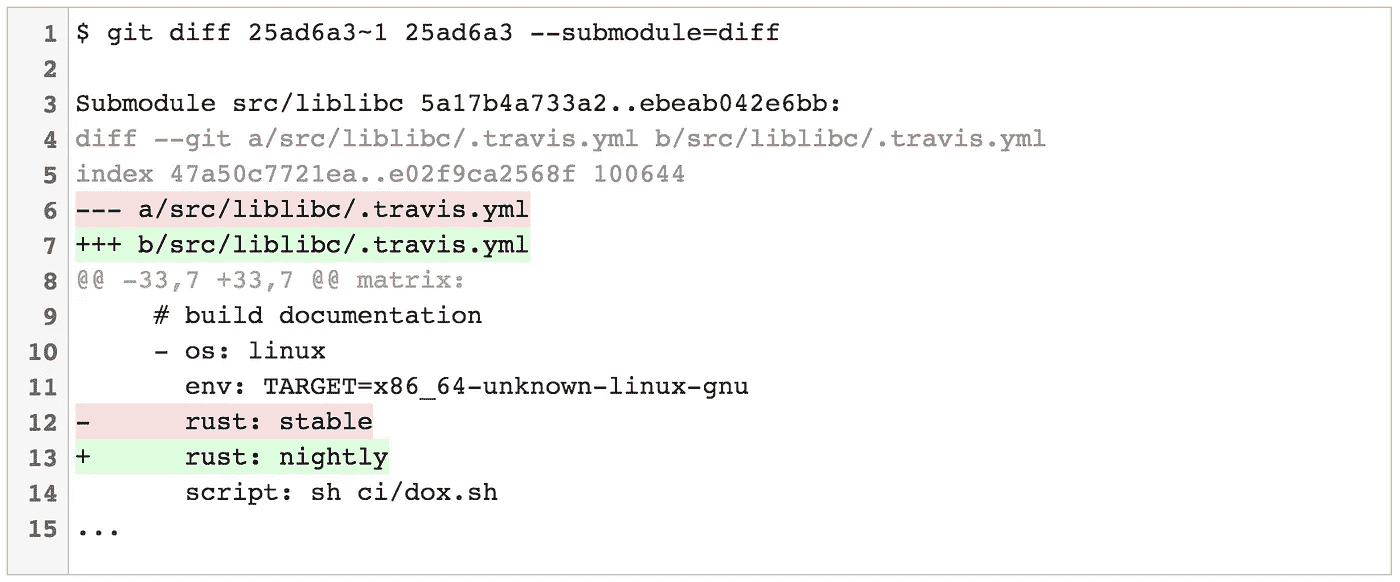 1 $ git diff 25ad6a3~1 25ad6a3 --submodule=diff
2
3 Submodule src/liblibc 5a17b4a733a2..ebeab042e6bb:
4 diff --git a/src/liblibc/.travis.yml b/src/liblibc/.travis.yml
5 index 47a50c7721ea..e02f9ca2568f 100644
6 --- a/src/liblibc/.travis.yml
7 +++ b/src/liblibc/.travis.yml
8 @@ -33,7 +33,7 @@ matrix:
9      # build documentation
10      - os: linux
11        env: TARGET=x86_64-unknown-linux-gnu
12 -      rust: stable
13 +      rust: nightly
14        script: sh ci/dox.sh
15 ...